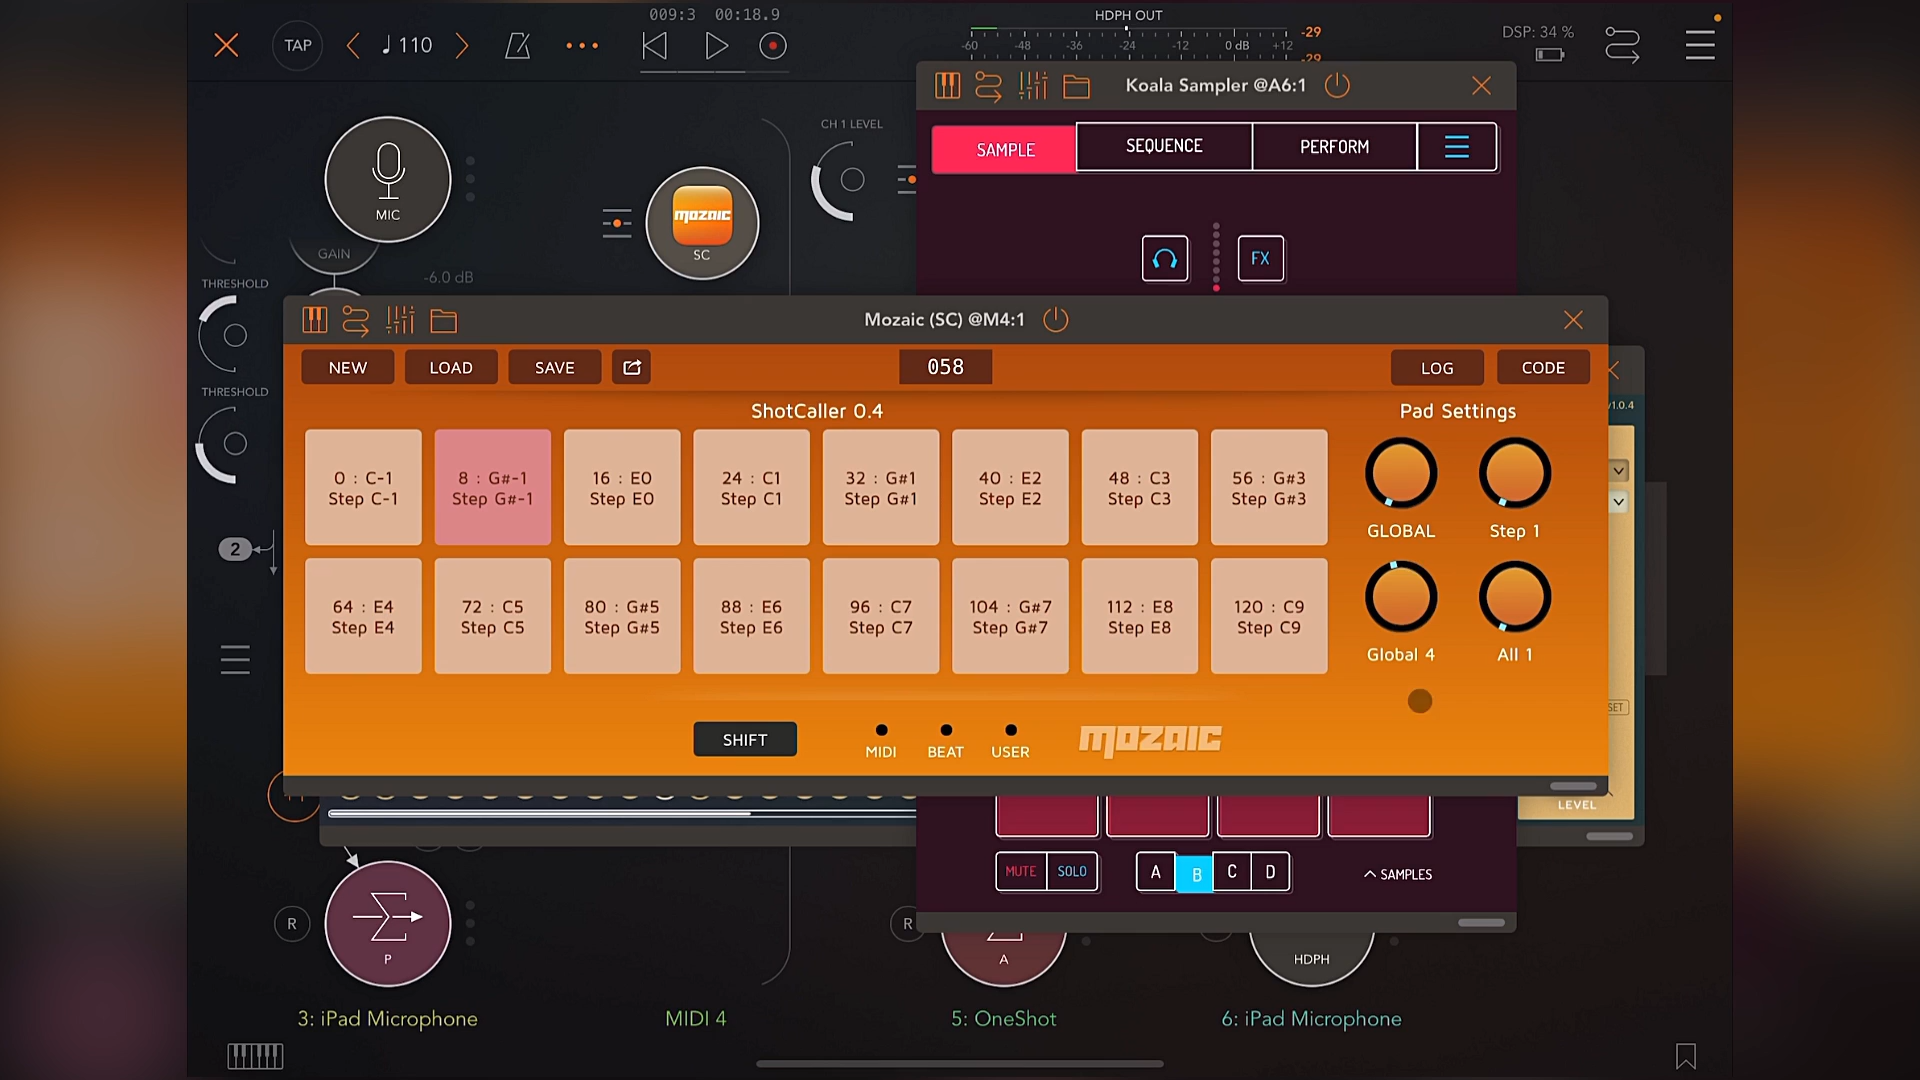 009:3 00:18.9
HDPH OUT
TAP
110
-60 -48 -36 -24 -12 0 dB +12
-29
-29
DSP: 34 %
Koala Sampler @A6:1
SAMPLE SEQUENCE PERFORM
CH 1 LEVEL
MIC
mozaic
SC
GAIN
-6.0 dB
THRESHOLD
THRESHOLD
FX
Mozaic (SC) @M4:1
NEW LOAD SAVE 058 LOG CODE
v1.0.4
ShotCaller 0.4
Pad Settings
0 : C-1
Step C-1
8 : G#-1
Step G#-1
16 : E0
Step E0
24 : C1
Step C1
32 : G#1
Step G#1
40 : E2
Step E2
48 : C3
Step C3
56 : G#3
Step G#3
GLOBAL
Step 1
64 : E4
Step E4
72 : C5
Step C5
80 : G#5
Step G#5
88 : E6
Step E6
96 : C7
Step C7
104 : G#7
Step G#7
112 : E8
Step E8
120 : C9
Step C9
Global 4
All 1
2
SET
SHIFT
MIDI BEAT USER
mozaic
LEVEL
MUTE SOLO
A B C D
SAMPLES
R
P
R
A
HDPH
3: iPad Microphone
MIDI 4
5: OneShot
6: iPad Microphone